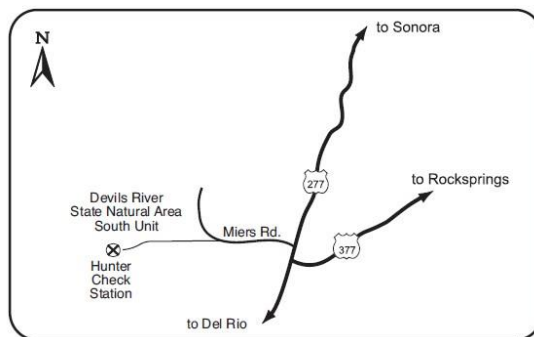 N
to Sonora
277
to Rocksprings
Devils River
State Natural Area
South Unit
Miers Rd.
377
Hunter
Check
Station
to Del Rio